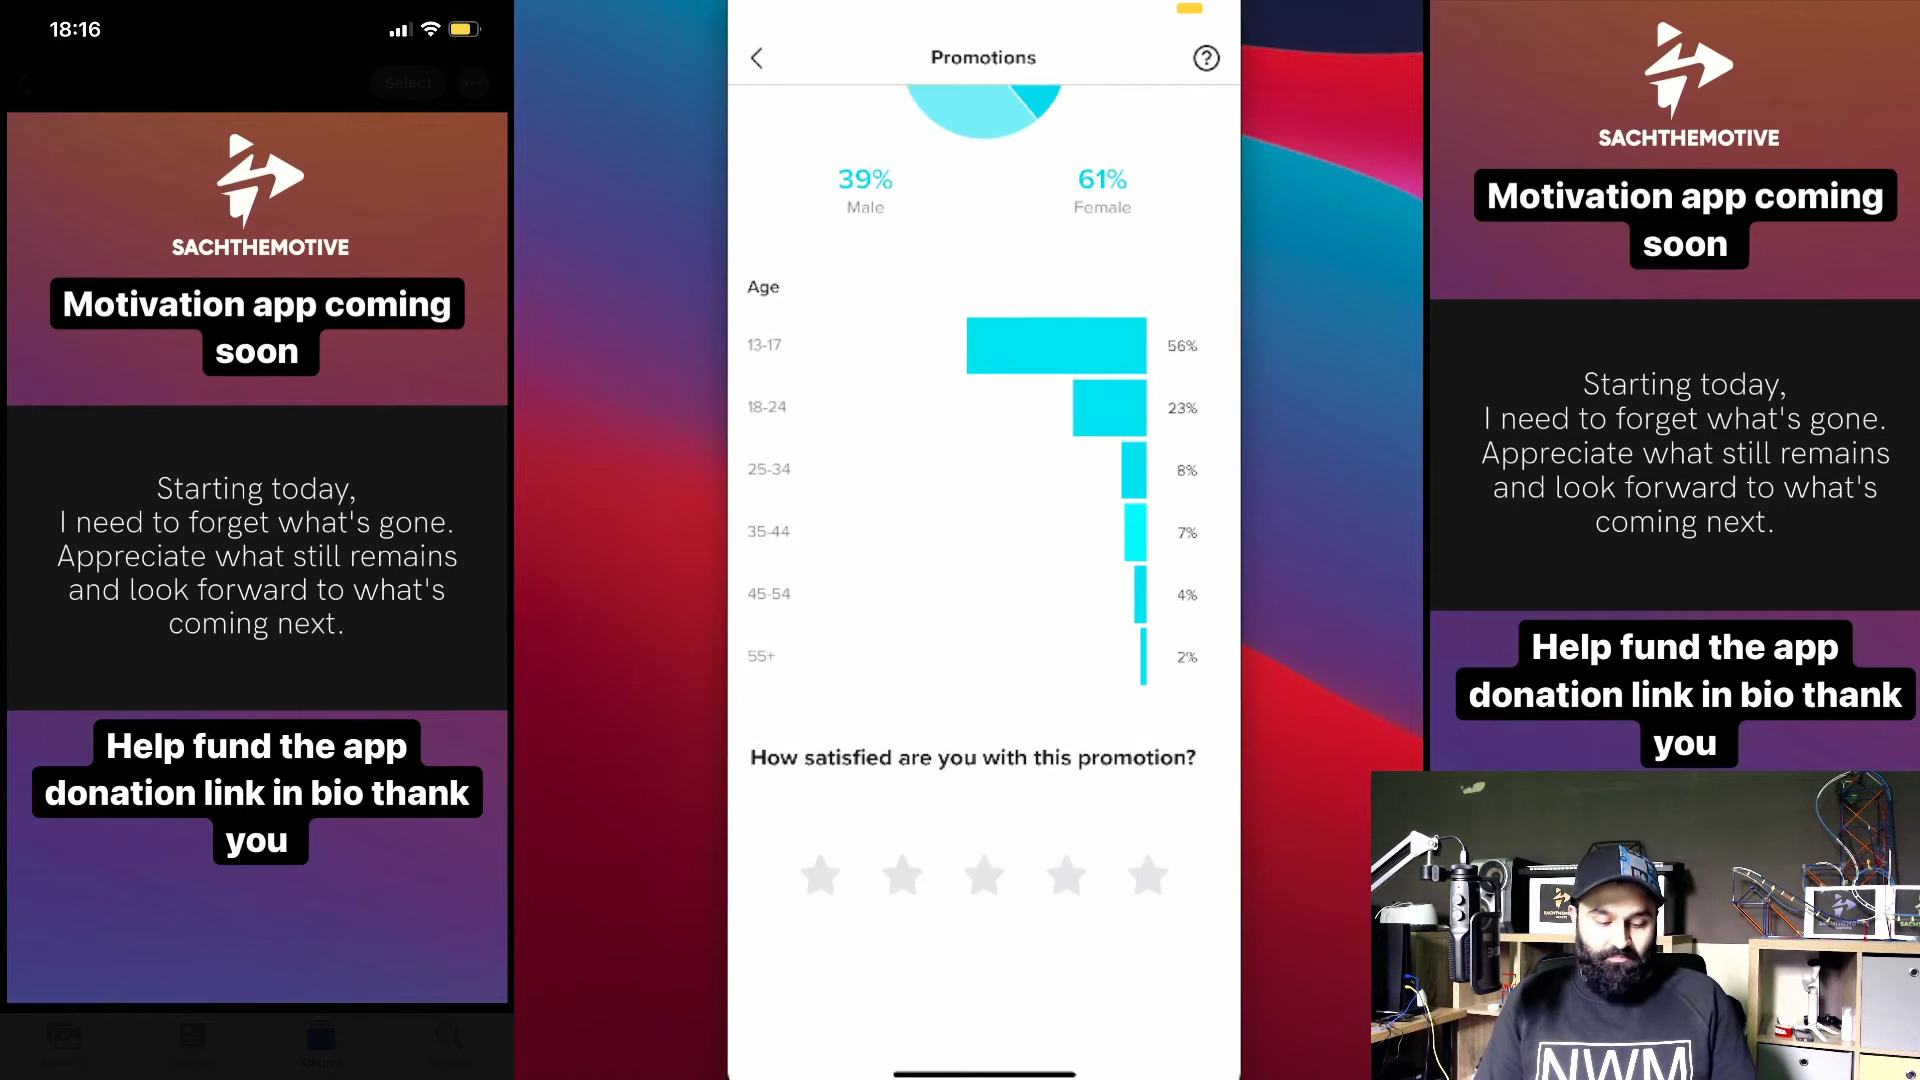 18:16
Select
SACHTHEMOTIVE
Motivation app coming
soon
Starting today,
I need to forget what's gone.
Appreciate what still remains
and look forward to what's
coming next.
Help fund the app
donation link in bio thank
you
Promotions
?
39%
Male
61%
Female
Age
13-17
56%
18-24
23%
25-34
8%
35-44
7%
45-54
4%
55+
2%
How satisfied are you with this promotion?
SACHTHEMOTIVE
Motivation app coming
soon
Starting today,
I need to forget what's gone.
Appreciate what still remains
and look forward to what's
coming next.
Help fund the app
donation link in bio thank
you
SACHTHEMOTIVE
NWM